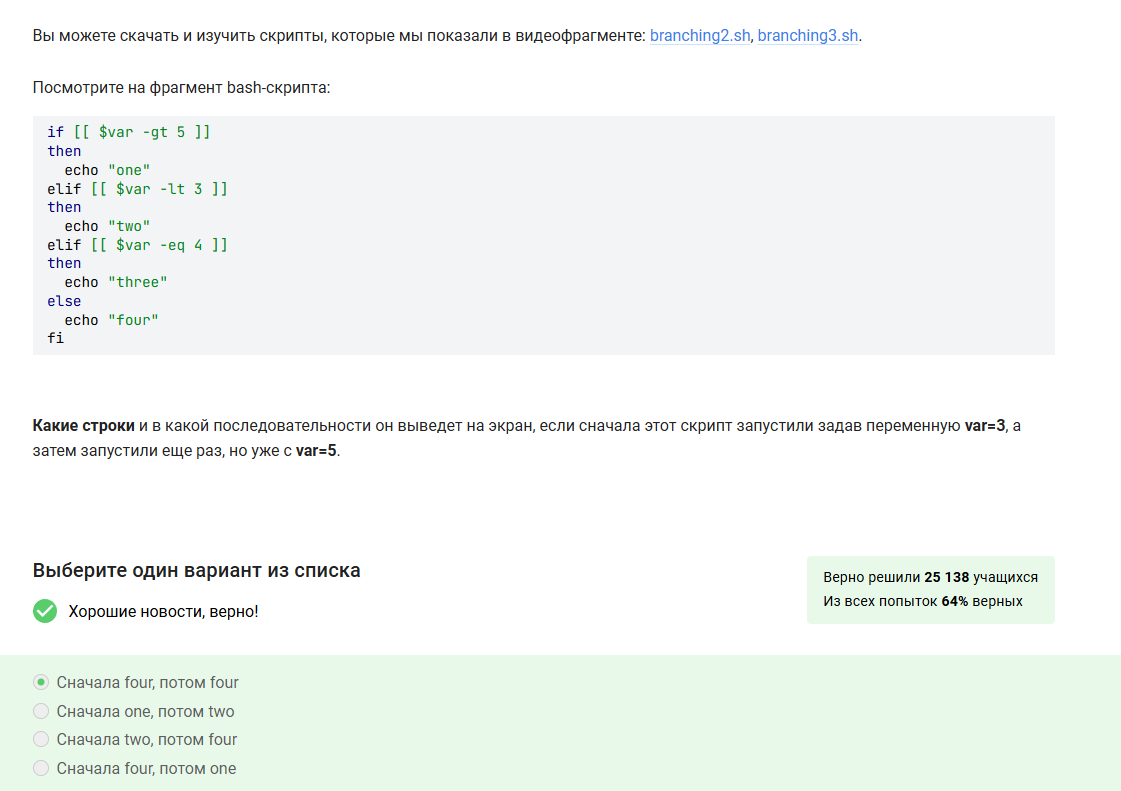 Вы можете скачать и изучить скрипты, которые мы показали в видеофрагменте: branching2.sh, branching3.sh.
Посмотрите на фрагмент bash-скрипта:
if [[ $var -gt 5 ]]
then
  echo "one"
elif [[ $var -lt 3 ]]
then
  echo "two"
elif [[ $var -eq 4 ]]
then
  echo "three"
else
  echo "four"
fi
Какие строки и в какой последовательности он выведет на экран, если сначала этот скрипт запустили задав переменную var=3, а
затем запустили еще раз, но уже с var=5.
Выберите один вариант из списка
Хорошие новости, верно!
Верно решили 25 138 учащихся
Из всех попыток 64% верных
Сначала four, потом four
Сначала one, потом two
Сначала two, потом four
Сначала four, потом one